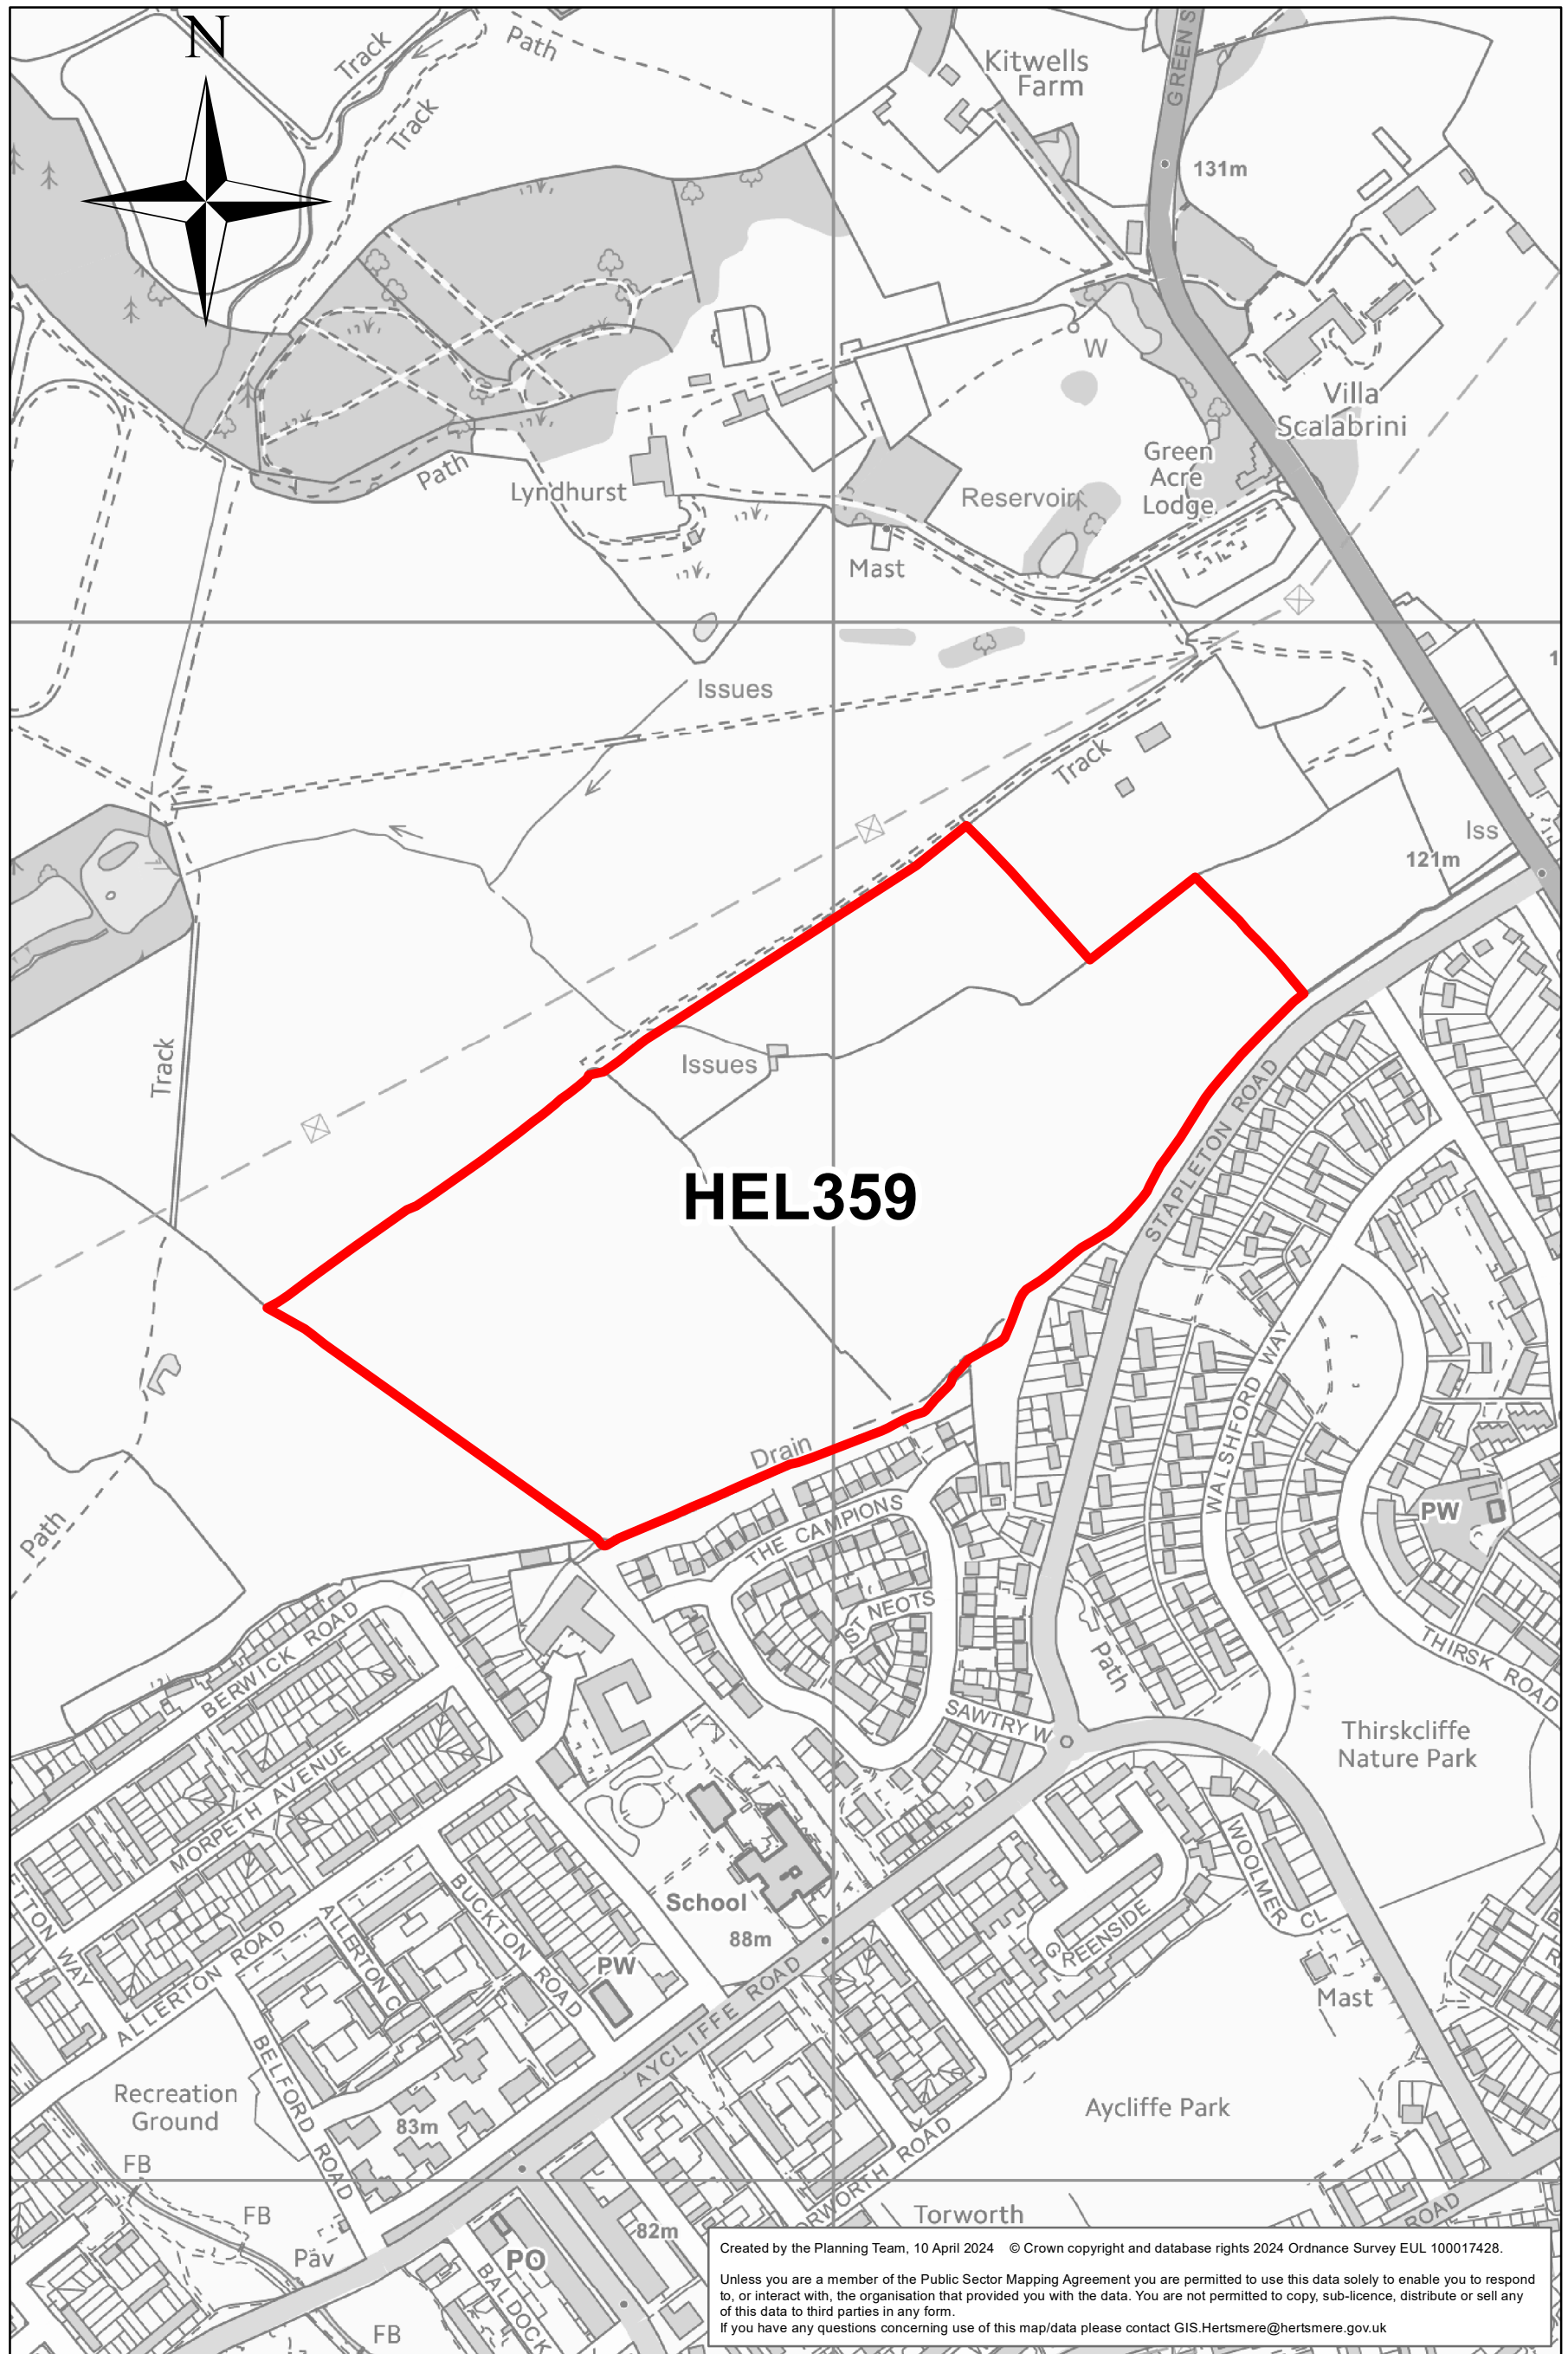 N
Track
Path
Track
Kitwells
Farm
GREEN S
131m
W
Villa
Scalabrini
Green
Acre
Lodge
Reservoir
Path
Lyndhurst
Mast
Issues
1
Track
Iss
121m
Track
Issues
HEL359
STAPLETON ROAD
WALSHFORD WAY
Drain
Path
THE CAMPIONS
PW
ST NEOTS
BERWICK ROAD
Path
THIRSK ROAD
SAWTRY W
Thirskcliffe
Nature Park
MORPETH AVENUE
WOOLMER CL
BUCKTON ROAD
School
88m
GREENSIDE
TTON WAY
ALLERTON ROAD
ALLERTON C
PW
Mast
AYCLIFFE ROAD
BELFORD ROAD
Recreation
Ground
83m
Aycliffe Park
FB
ORWORTH ROAD
FB
Torworth
ROAD
82m
Pav
PO
BALDOCK
FB
Created by the Planning Team, 10 April 2024 © Crown copyright and database rights 2024 Ordnance Survey EUL 100017428.
Unless you are a member of the Public Sector Mapping Agreement you are permitted to use this data solely to enable you to respond
to, or interact with, the organisation that provided you with the data. You are not permitted to copy, sub-licence, distribute or sell any
of this data to third parties in any form.
If you have any questions concerning use of this map/data please contact GIS.Hertsmere@hertsmere.gov.uk